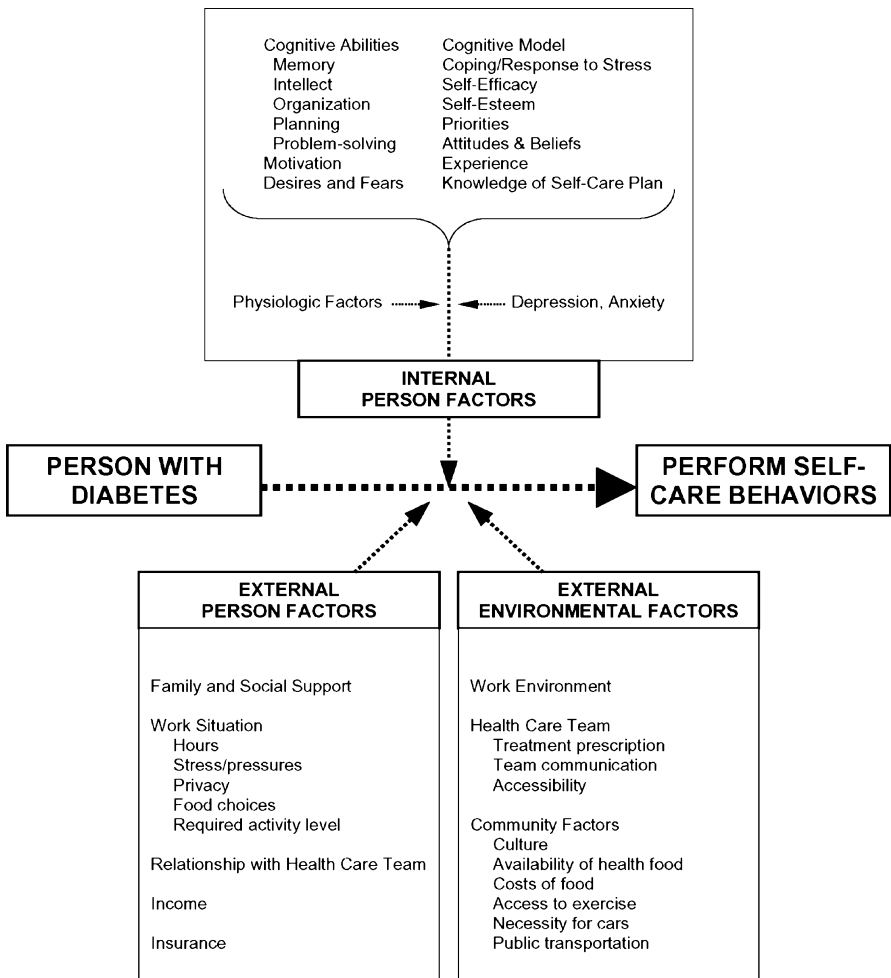 Cognitive Abilities
Memory
Intellect
Organization
Planning
Problem-solving
Motivation
Desires and Fears
Cognitive Model
Coping/Response to Stress
Self-Efficacy
Self-Esteem
Priorities
Attitudes & Beliefs
Experience
Knowledge of Self-Care Plan
Physiologic Factors
Depression, Anxiety
INTERNAL
PERSON FACTORS
PERSON WITH
DIABETES
PERFORM SELF-
CARE BEHAVIORS
EXTERNAL
PERSON FACTORS
Family and Social Support
Work Situation
Hours
Stress/pressures
Privacy
Food choices
Required activity level
Relationship with Health Care Team
Income
Insurance
EXTERNAL
ENVIRONMENTAL FACTORS
Work Environment
Health Care Team
Treatment prescription
Team communication
Accessibility
Community Factors
Culture
Availability of health food
Costs of food
Access to exercise
Necessity for cars
Public transportation